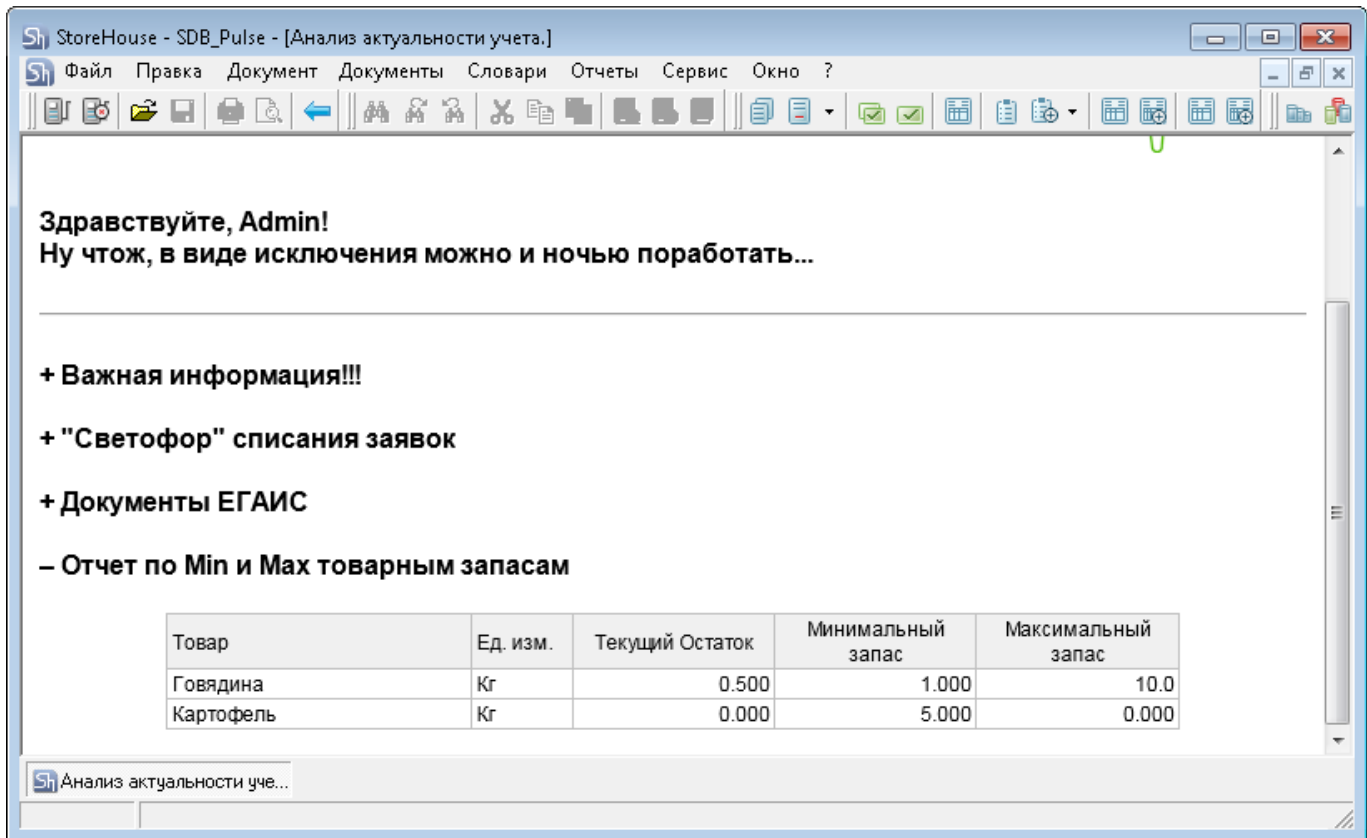 Sh StoreHouse - SDB_Pulse - [Анализ актуальности учета.]
Sh Файл Правка Документ Документы Словари Отчеты Сервис Окно ?
Здравствуйте, Admin!
Ну чтож, в виде исключения можно и ночью поработать...
+ Важная информация!!!
+ "Светофор" списания заявок
+ Документы ЕГАИС
– Отчет по Min и Max товарным запасам
Товар Ед. изм. Текущий Остаток Минимальный запас Максимальный запас
Говядина Кг 0.500 1.000 10.0
Картофель Кг 0.000 5.000 0.000
Sh Анализ актуальности уче...